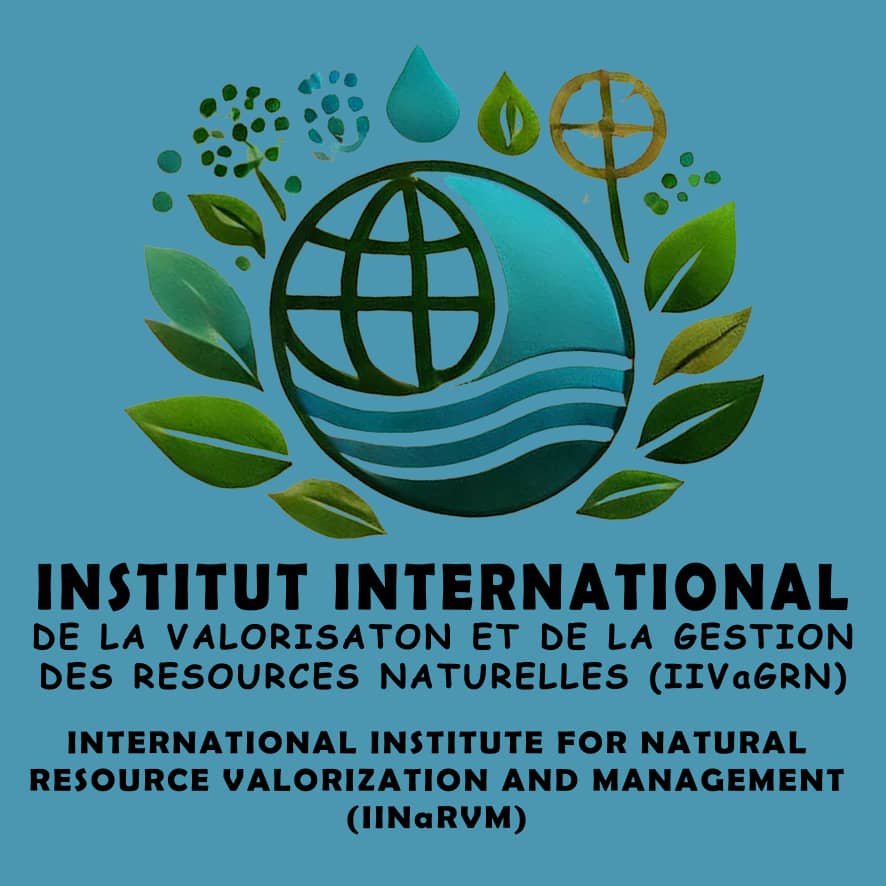 INSTITUT INTERNATIONAL
DE LA VALORISATON ET DE LA GESTION
DES RESOURCES NATURELLES (IIVaGRN)
INTERNATIONAL INSTITUTE FOR NATURAL
RESOURCE VALORIZATION AND MANAGEMENT
(IINaRVM)